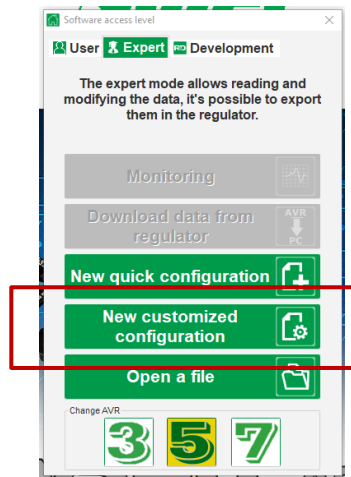 Software access level
User Expert RD Development
The expert mode allows reading and
modifying the data, it's possible to export
them in the regulator.
Monitoring
Download data from
regulator
AVR
PC
New quick configuration
New customized
configuration
Open a file
Change AVR
3 5 7